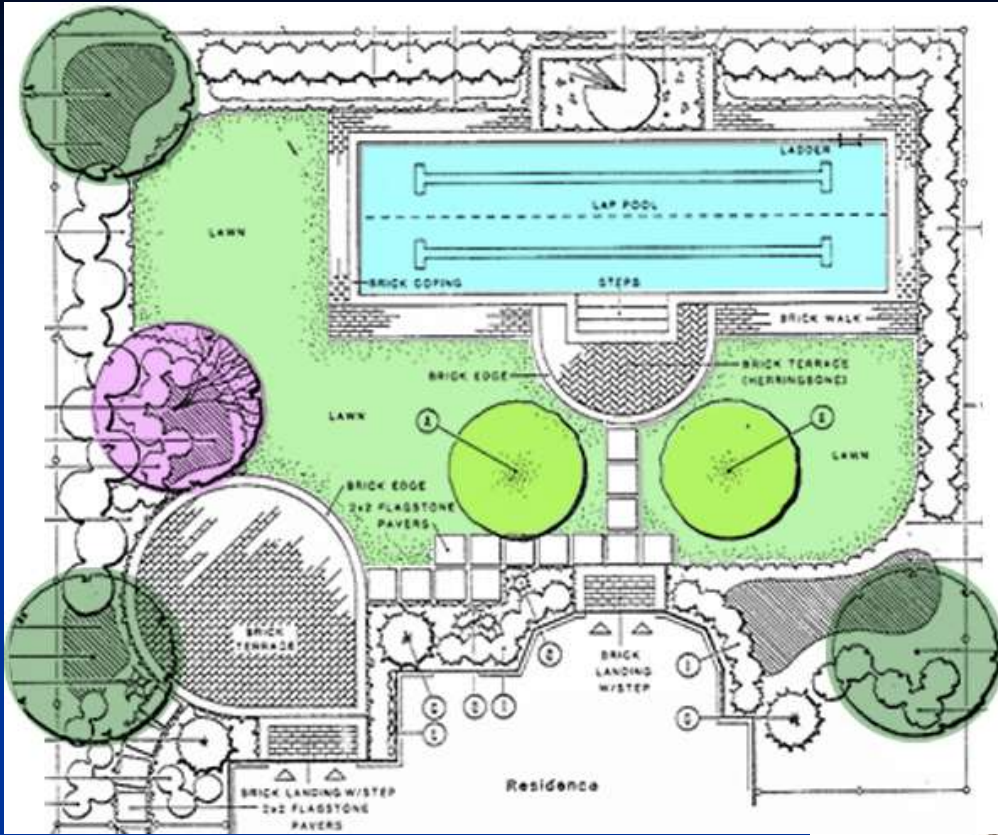 LADDER
LAP POOL
LAWN
BRICK COPING
STEPS
BRICK WALK
BRICK EDGE
BRICK TERRACE
(HERRINGBONE)
LAWN
A
LAWN
BRICK EDGE
2x2 FLAGSTONE
PAVERS
BRICK
TERRACE
BRICK
LANDING
W/STEP
I
G
Residence
BRICK LANDING W/STEP
2x2 FLAGSTONE
PAVERS